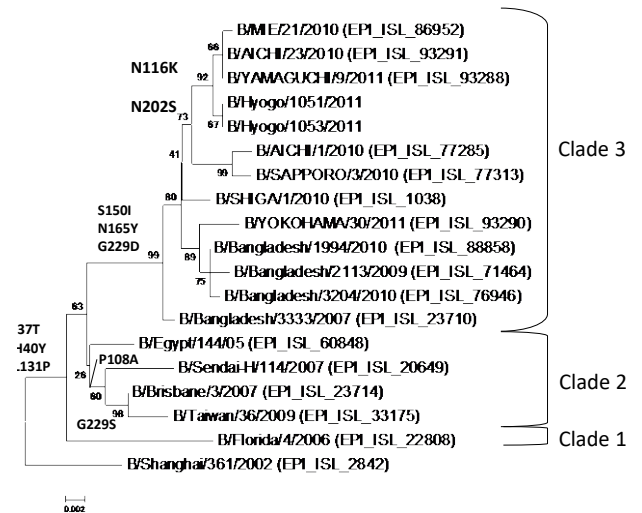 B/MIE/21/2010 (EPI_ISL_86952)
66
B/AICHI/23/2010 (EPI_ISL_93291)
N116K
92
B/YAMAGUCHI/9/2011 (EPI_ISL_93288)
B/Hyogo/1051/2011
N202S
73
67
B/Hyogo/1053/2011
Clade 3
41
B/AICHI/1/2010 (EPI_ISL_77285)
99
B/SAPPORO/3/2010 (EPI_ISL_77313)
80
B/SHIGA/1/2010 (EPI_ISL_1038)
S150I
N165Y
G229D
B/YOKOHAMA/30/2011 (EPI_ISL_93290)
99
89
B/Bangladesh/1994/2010 (EPI_ISL_88858)
75
B/Bangladesh/2113/2009 (EPI_ISL_71464)
B/Bangladesh/3204/2010 (EPI_ISL_76946)
63
B/Bangladesh/3333/2007 (EPI_ISL_23710)
37T
H40Y
.131P
B/Egypt/144/05 (EPI_ISL_60848)
26
P108A
B/Sendai-H/114/2007 (EPI_ISL_20649)
Clade 2
60
B/Brisbane/3/2007 (EPI_ISL_23714)
G229S
98
B/Taiwan/36/2009 (EPI_ISL_33175)
B/Florida/4/2006 (EPI_ISL_22808)
Clade 1
B/Shanghai/361/2002 (EPI_ISL_2842)
0.002